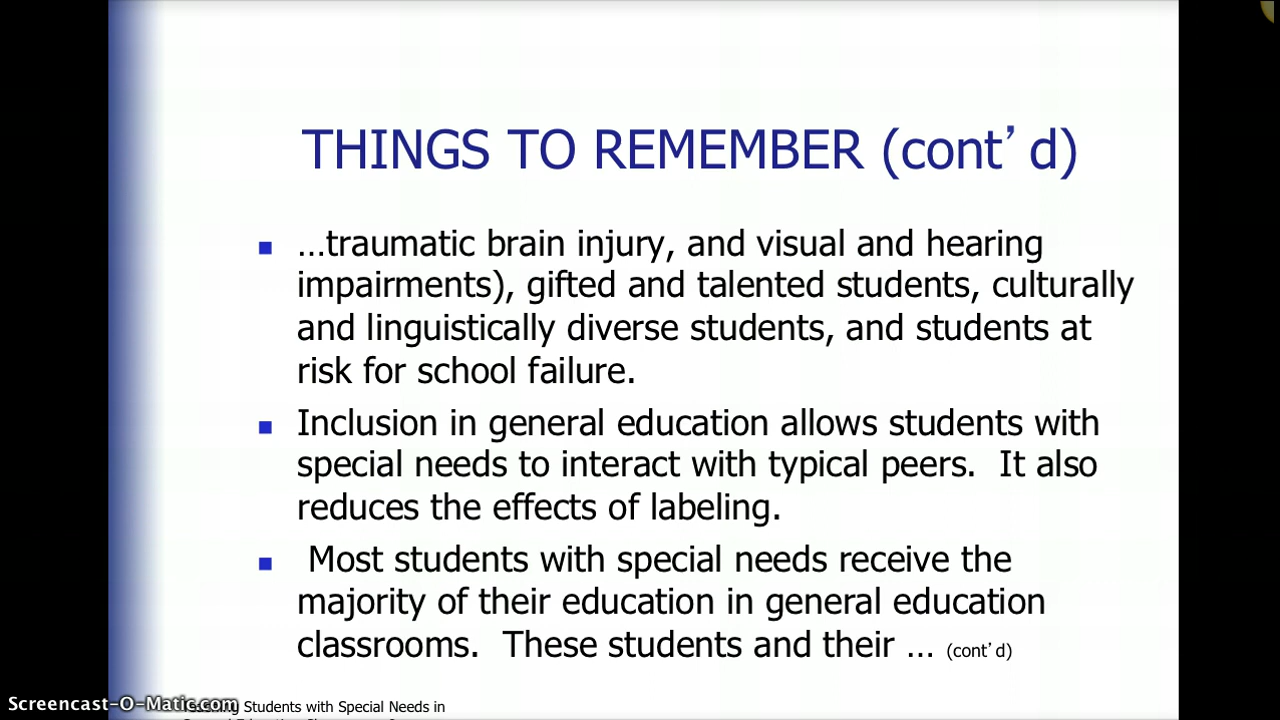 THINGS TO REMEMBER (cont’d)
…traumatic brain injury, and visual and hearing
impairments), gifted and talented students, culturally
and linguistically diverse students, and students at
risk for school failure.
Inclusion in general education allows students with
special needs to interact with typical peers.  It also
reduces the effects of labeling.
Most students with special needs receive the
majority of their education in general education
classrooms.  These students and their … (cont’d)
Screencast-O-Matic.com
Students with Special Needs in